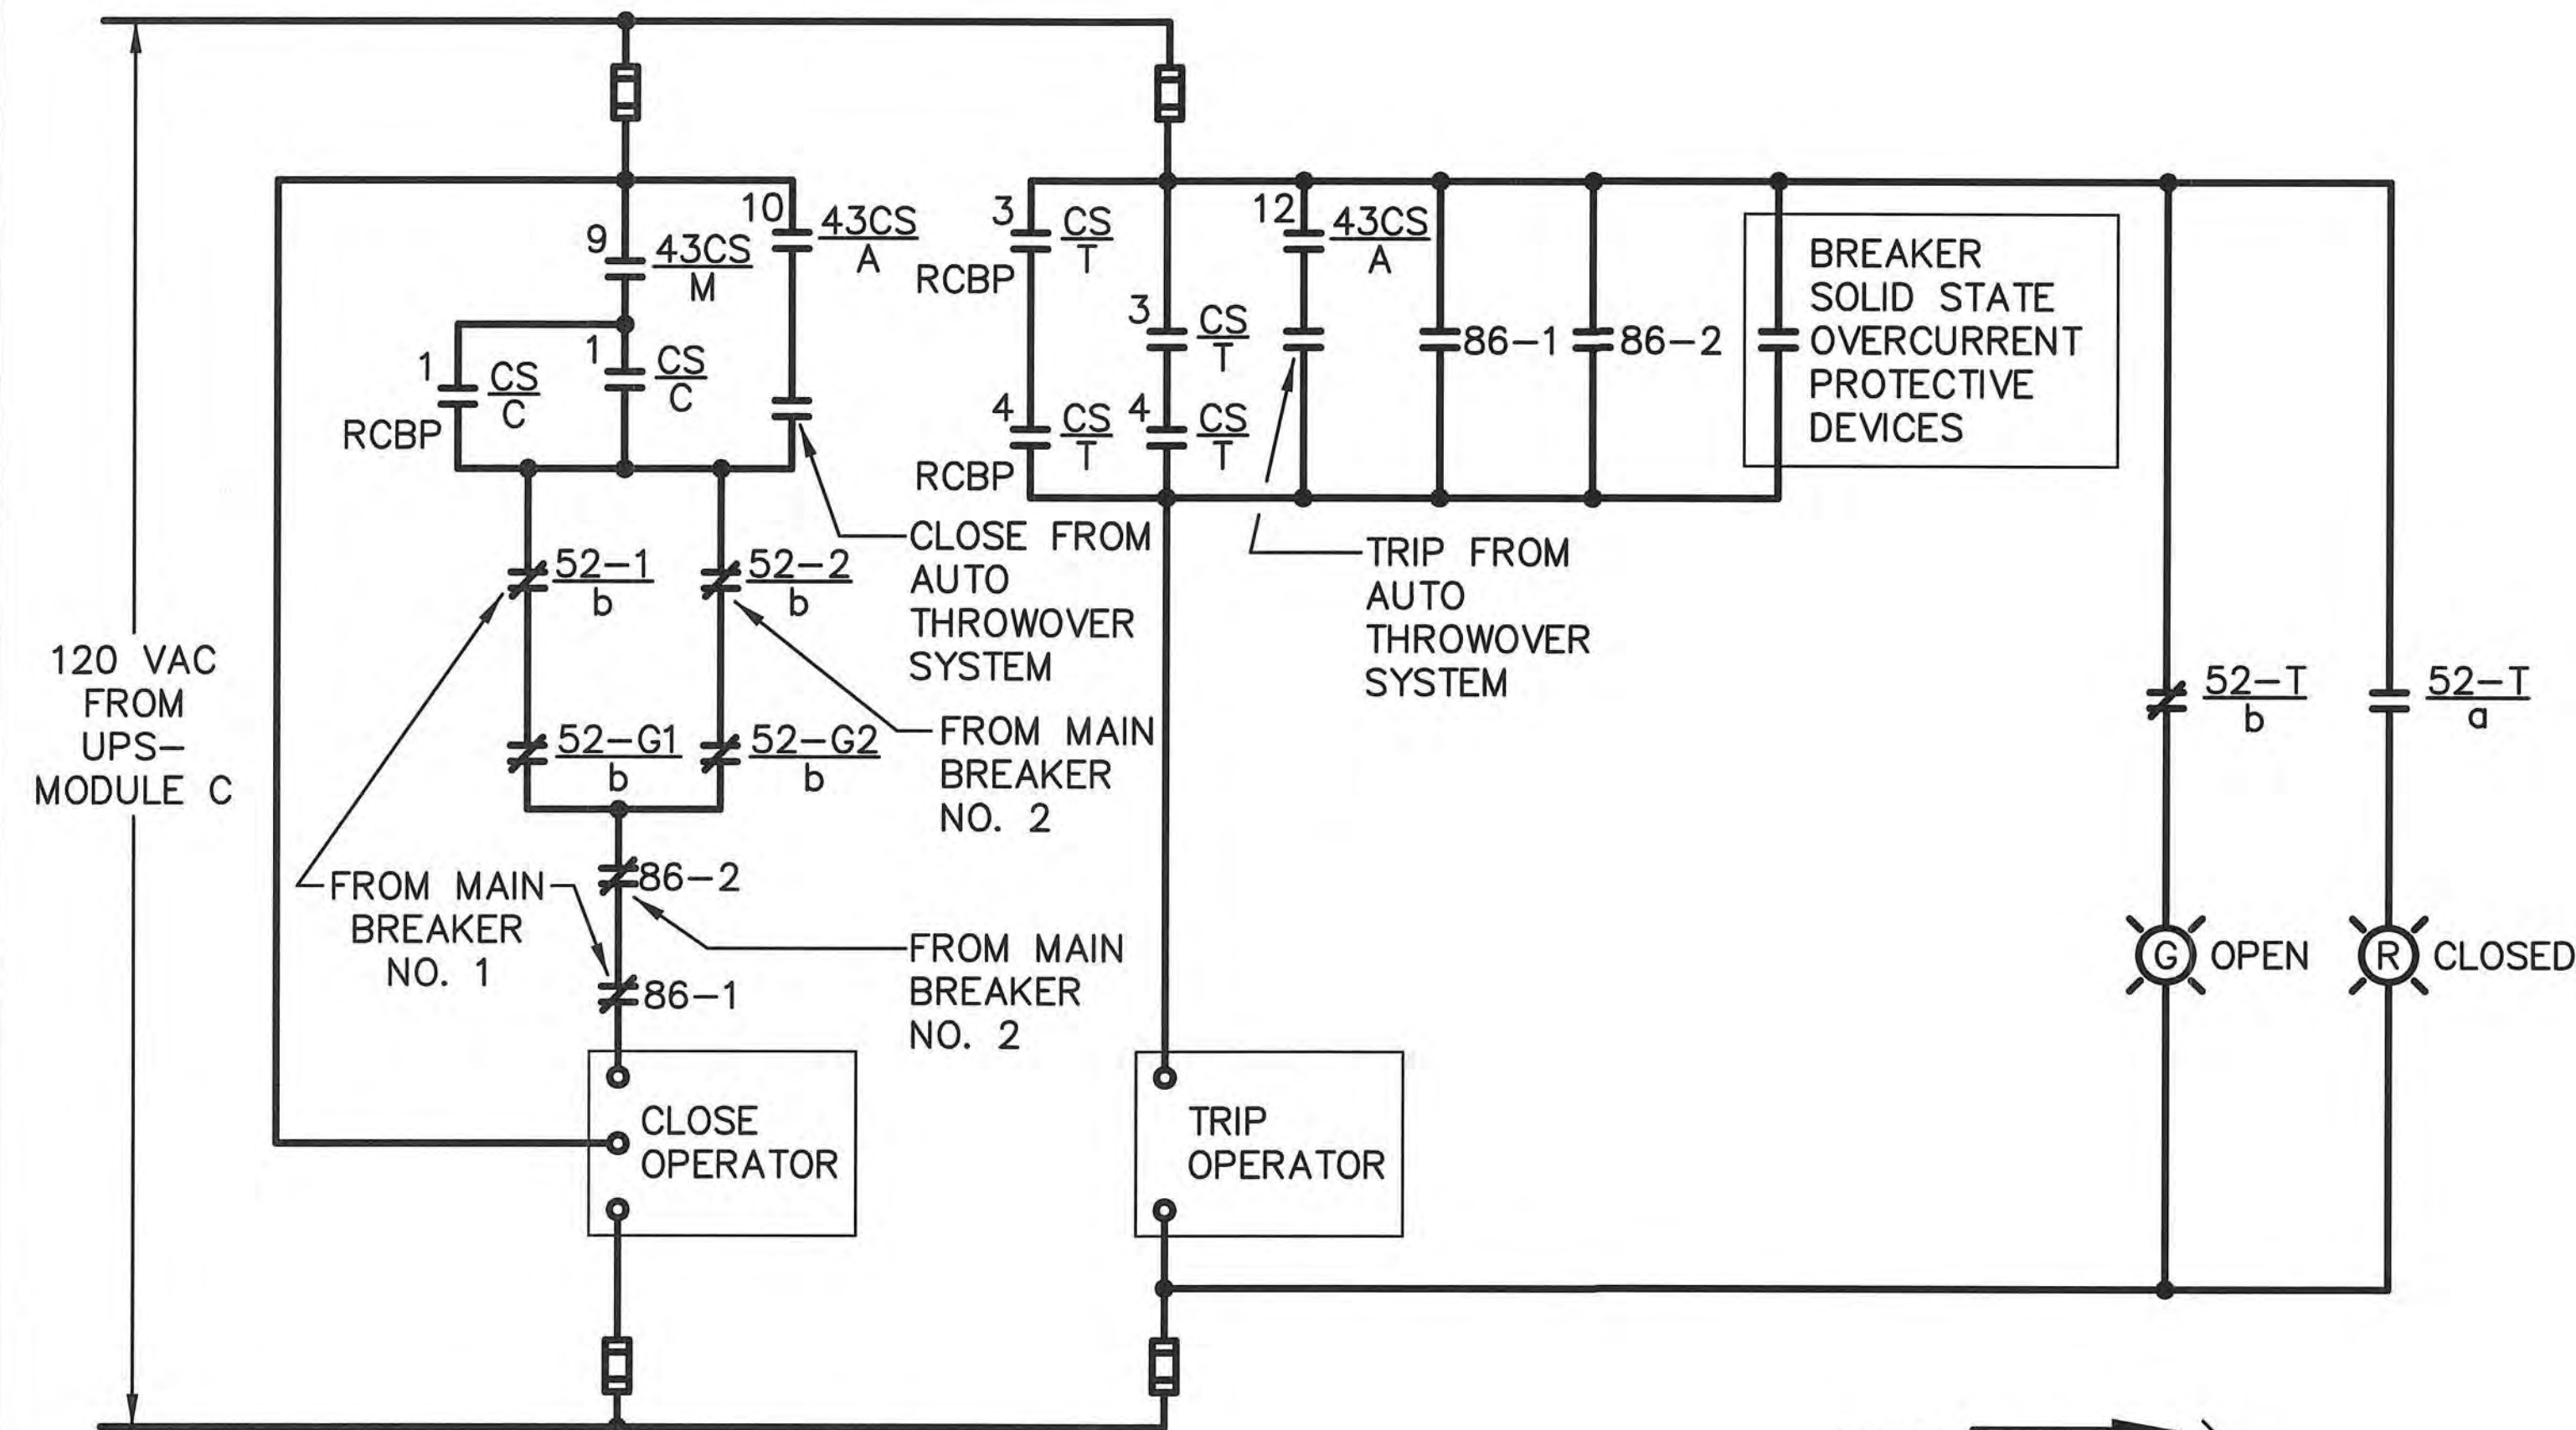 120 VAC
FROM
UPS-
MODULE C
9
43CS
M
10
43CS
A
1
CS
C
RCBP
1
CS
C
CLOSE FROM
AUTO
THROWOVER
SYSTEM
52-1
b
52-2
b
52-G1
b
52-G2
b
FROM MAIN
BREAKER
NO. 2
FROM MAIN
BREAKER
NO. 1
86-2
86-1
FROM MAIN
BREAKER
NO. 2
CLOSE
OPERATOR
3
CS
T
RCBP
3
CS
T
4
CS
T
RCBP
4
CS
T
12
43CS
A
TRIP FROM
AUTO
THROWOVER
SYSTEM
86-1
86-2
BREAKER
SOLID STATE
OVERCURRENT
PROTECTIVE
DEVICES
TRIP
OPERATOR
52-T
b
52-T
a
G OPEN
R CLOSED